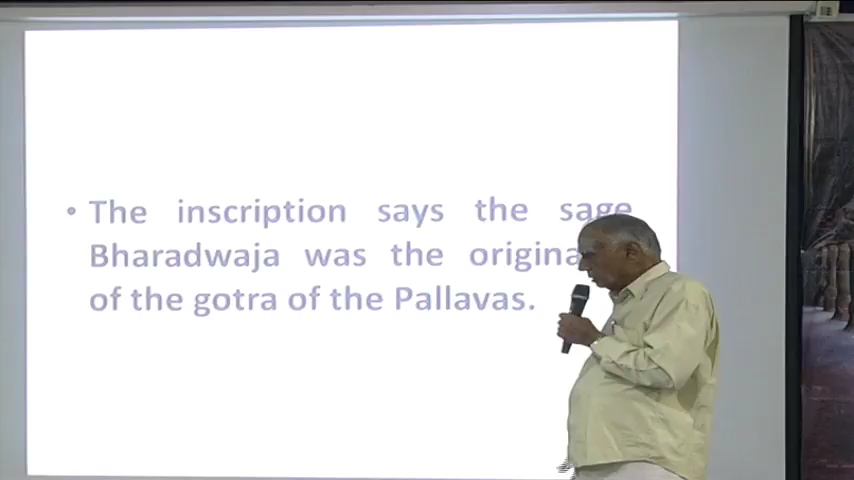 • The inscription says the sage
Bharadwaja was the
of the gotra of the Pallavas.